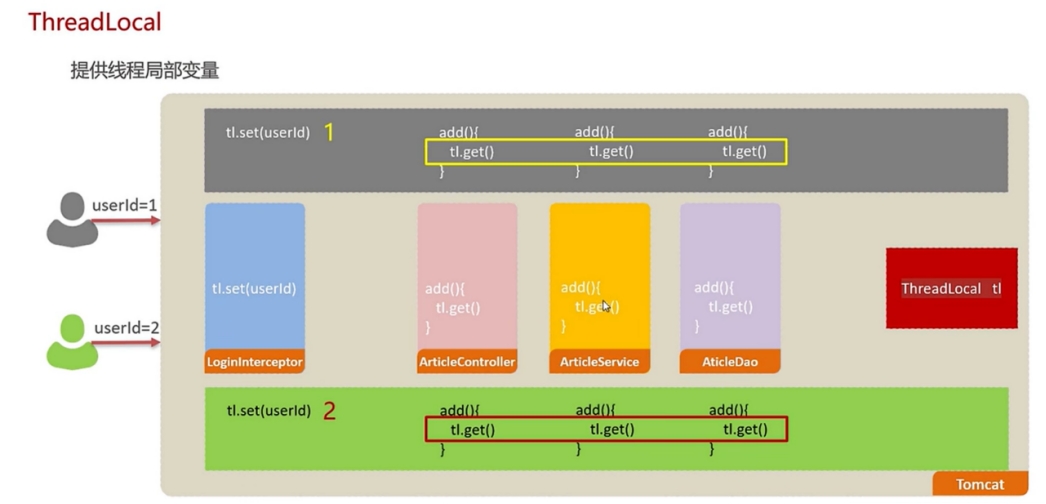 ThreadLocal
提供线程局部变量
tl.set(userId) 1 add(){ add(){ add(){
tl.get() tl.get() tl.get()
} } }
userId=1
tl.set(userId) add(){ add(){ add(){
tl.get() tl.get() tl.get()
} } }
ThreadLocal tl
userId=2
LoginInterceptor ArticleController ArticleService AticleDao
tl.set(userId) 2 add(){ add(){ add(){
tl.get() tl.get() tl.get()
} } }
Tomcat